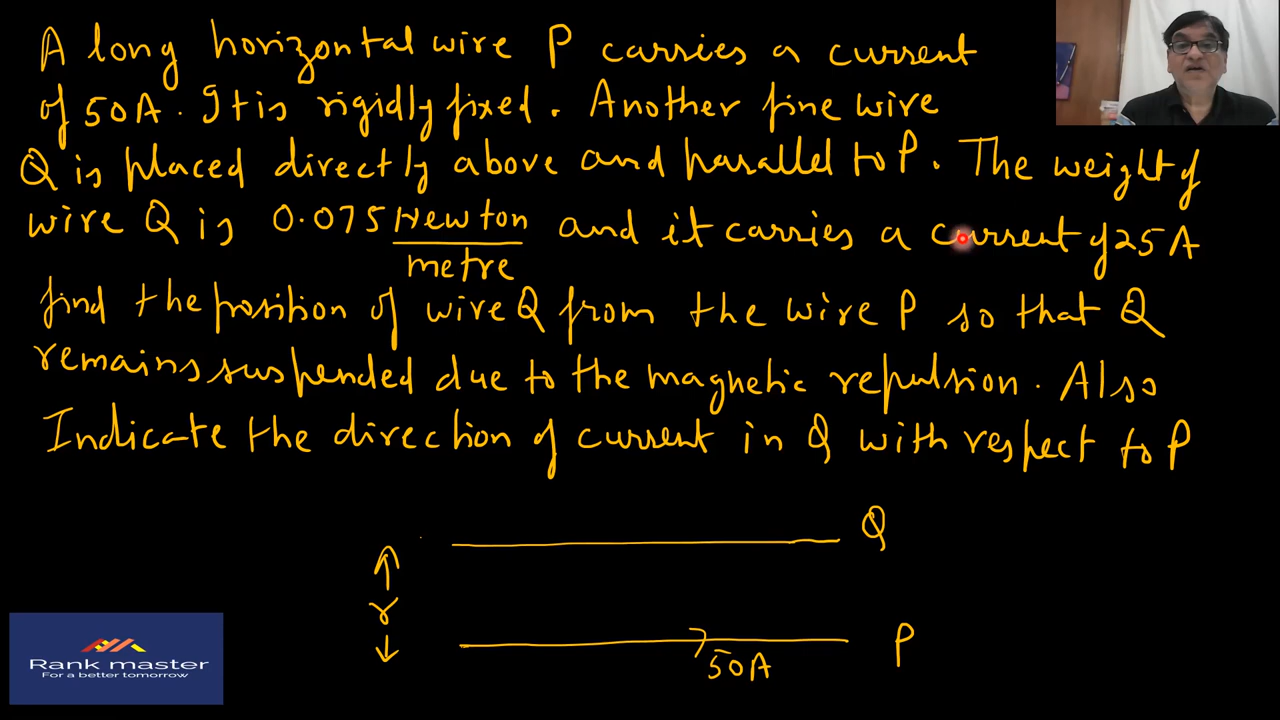 A long horizontal wire P carries a current
of 50A. It is rigidly fixed. Another fine wire
Q is placed directly above and parallel to P. The weight of
wire Q is 0.075 Newton/metre and it carries a current of 25A
find the position of wire Q from the wire P so that Q
remains suspended due to the magnetic repulsion. Also
Indicate the direction of current in Q with respect to P
Q
r
P
50A
Rank master
For a better tomorrow